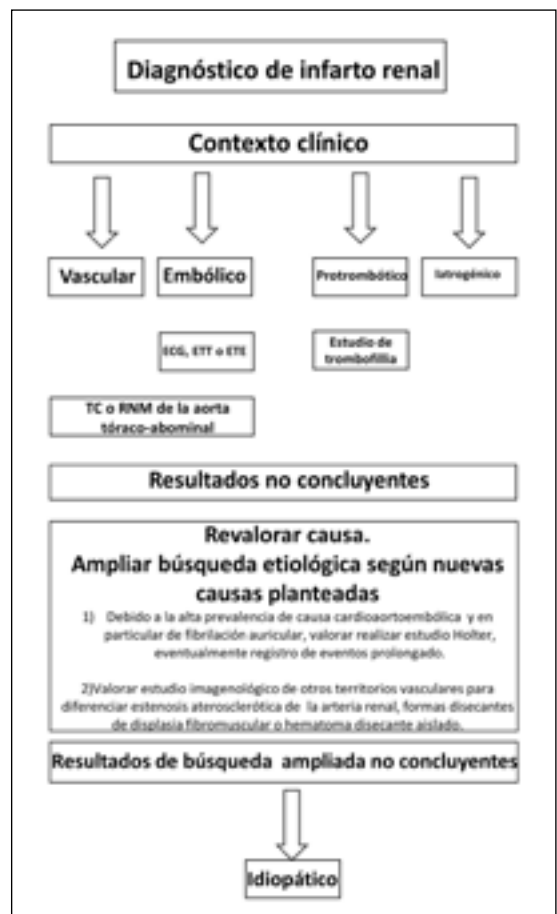 Diagnóstico de infarto renal
Contexto clínico
Vascular
Embólico
Protrombótico
Iatrogénico
ECG, ETT o ETE
Estudio de
trombofillia
TC o RNM de la aorta
tóraco-abominal
Resultados no concluyentes
Revalorar causa.
Ampliar búsqueda etiológica según nuevas
causas planteadas
1) Debido a la alta prevalencia de causa cardioaortoembólica y en
particular de fibrilación auricular, valorar realizar estudio Holter,
eventualmente registro de eventos prolongado.
2)Valorar estudio imagenológico de otros territorios vasculares para
diferenciar estenosis aterosclerótica de la arteria renal, formas disecantes
de displasia fibromuscular o hematoma disecante aislado.
Resultados de búsqueda ampliada no concluyentes
Idiopático